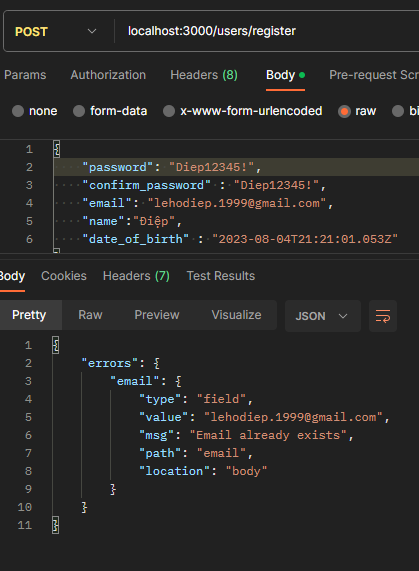 POST localhost:3000/users/register
Params Authorization Headers (8) Body Pre-request Scr
none form-data x-www-form-urlencoded raw bi
1 {
2 "password": "Diep12345!",
3 "confirm_password" : "Diep12345!",
4 "email": "lehodiep.1999@gmail.com",
5 "name":"Điệp",
6 "date_of_birth" : "2023-08-04T21:21:01.053Z"
Body Cookies Headers (7) Test Results
Pretty Raw Preview Visualize JSON
1 {
2 "errors": {
3 "email": {
4 "type": "field",
5 "value": "lehodiep.1999@gmail.com",
6 "msg": "Email already exists",
7 "path": "email",
8 "location": "body"
9 }
10 }
11 }